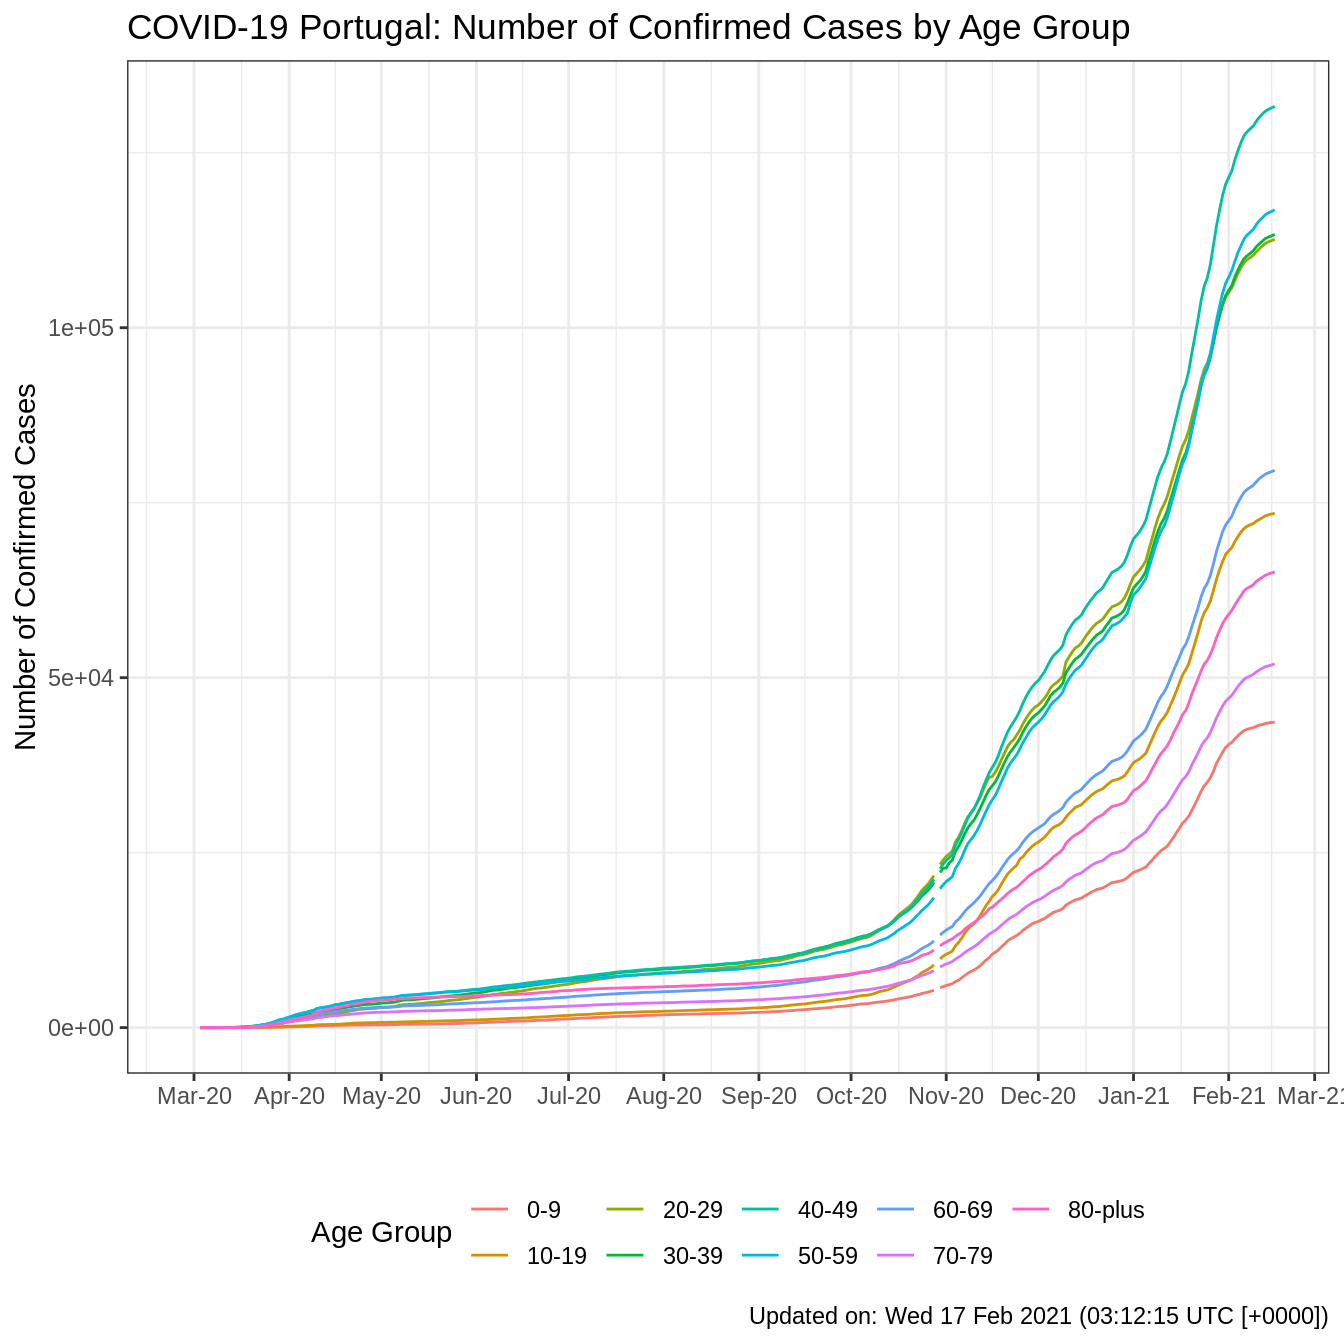 COVID-19 Portugal: Number of Confirmed Cases by Age Group
Number of Confirmed Cases
1e+05
5e+04
0e+00
Mar-20 Apr-20 May-20 Jun-20 Jul-20 Aug-20 Sep-20 Oct-20 Nov-20 Dec-20 Jan-21 Feb-21 Mar-21
Age Group
0-9 20-29 40-49 60-69 80-plus
10-19 30-39 50-59 70-79
Updated on: Wed 17 Feb 2021 (03:12:15 UTC [+0000])